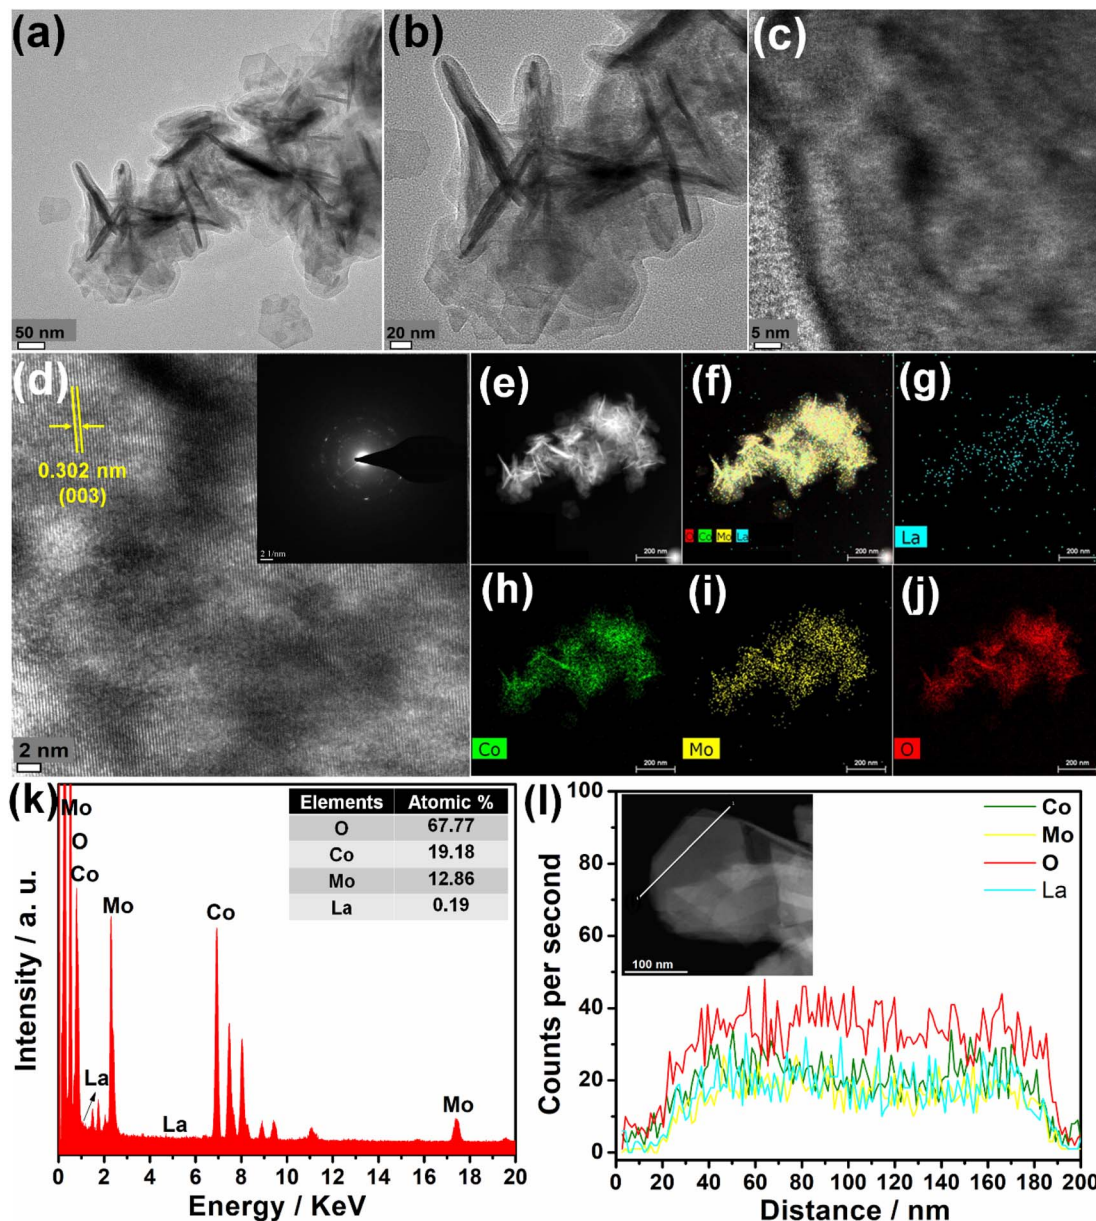 (a)
50 nm
(b)
20 nm
(c)
5 nm
(d)
0.302 nm
(003)
2 1/nm
2 nm
(e)
200 nm
(f)
O Co Mo La
200 nm
(g)
La
200 nm
(h)
Co
200 nm
(i)
Mo
200 nm
(j)
O
200 nm
(k)
Mo
O
Co
La
Mo
La
Co
Mo
Elements Atomic %
O 67.77
Co 19.18
Mo 12.86
La 0.19
Intensity / a. u.
0 2 4 6 8 10 12 14 16 18 20
Energy / KeV
(l)
100
80
60
40
20
0
Counts per second
100 nm
Co
Mo
O
La
0 20 40 60 80 100 120 140 160 180 200
Distance / nm